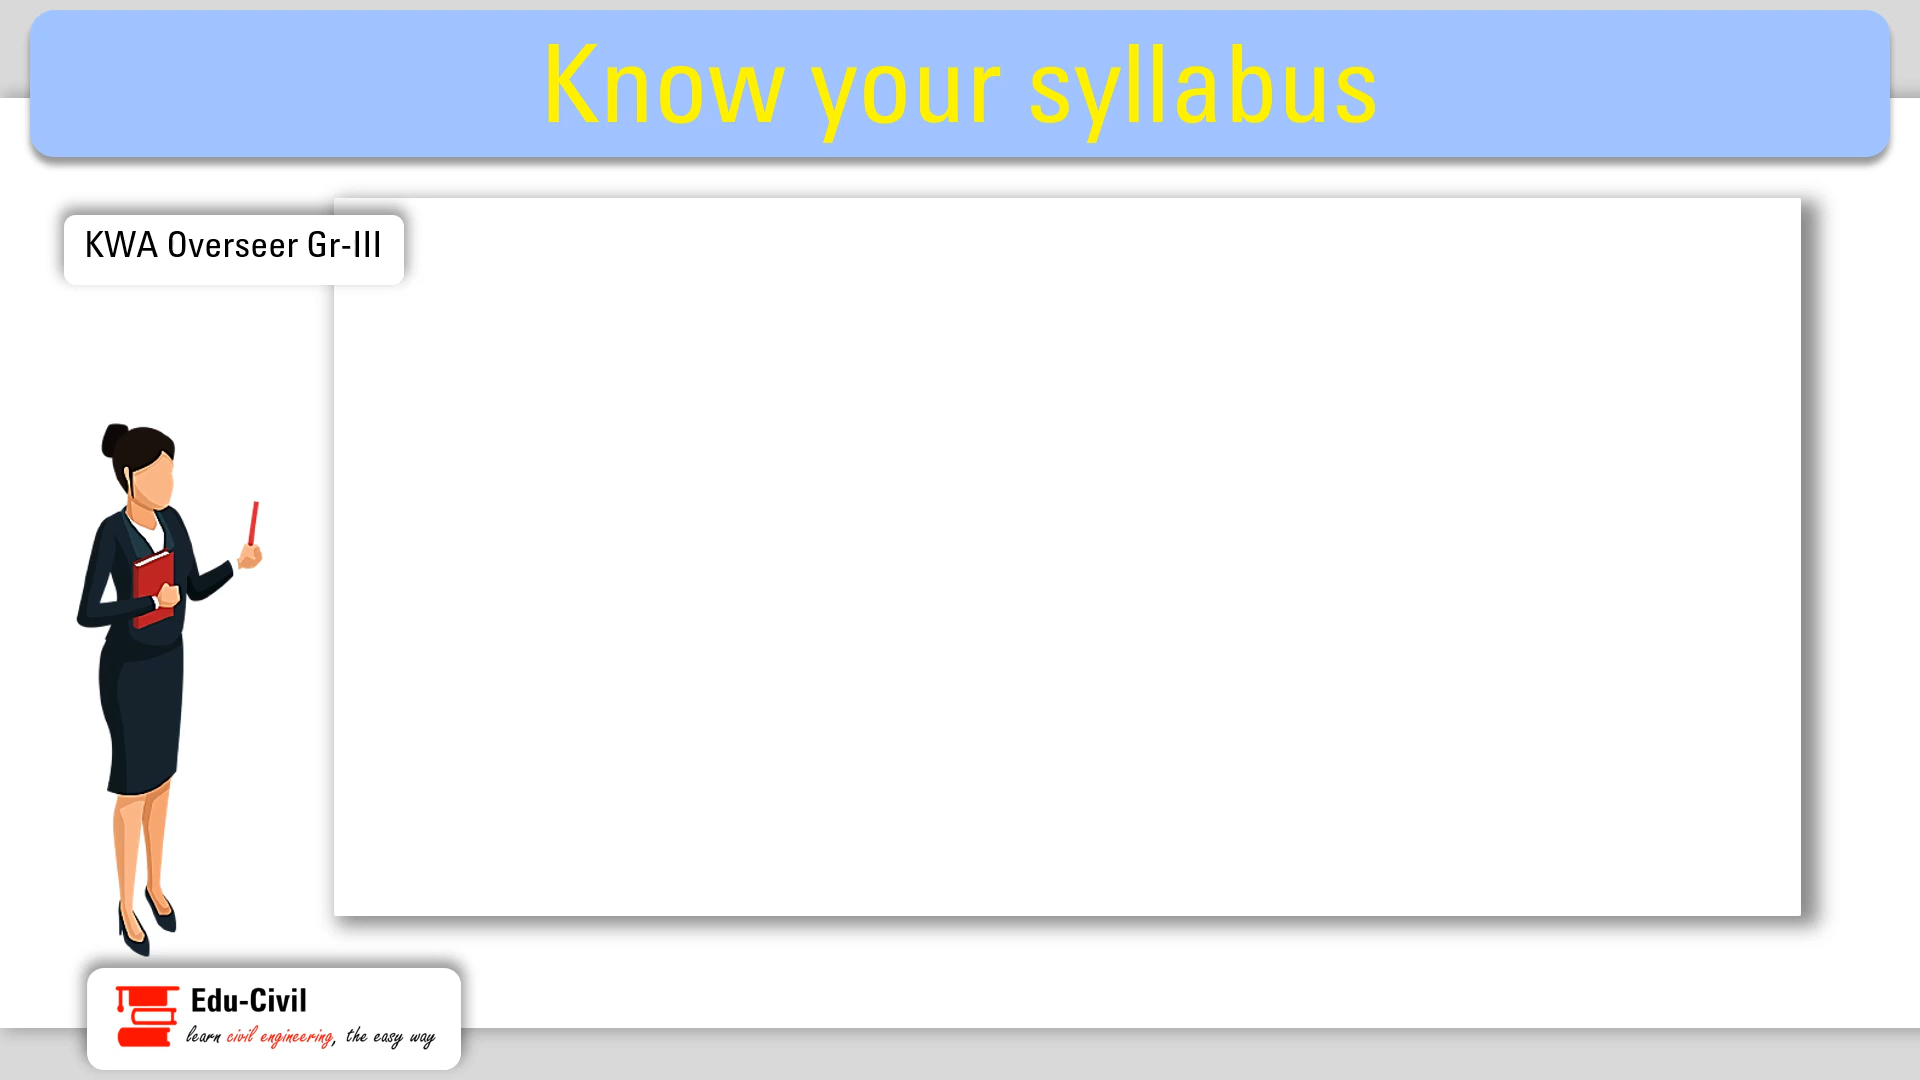 Know your syllabus
KWA Overseer Gr-III
Edu-Civil
learn civil engineering, the easy way